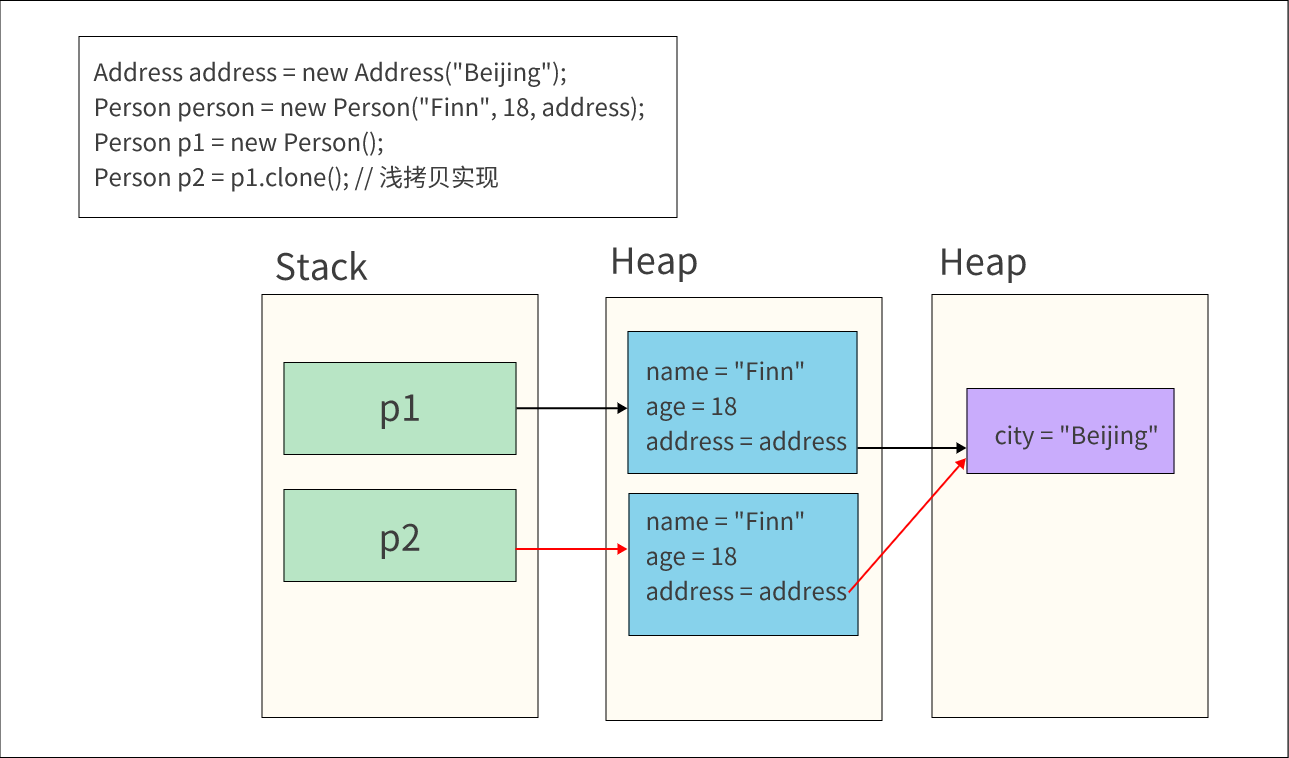 Address address = new Address("Beijing");
Person person = new Person("Finn", 18, address);
Person p1 = new Person();
Person p2 = p1.clone(); // 浅拷贝实现
Stack
Heap
Heap
p1
name = "Finn"
age = 18
address = address
city = "Beijing"
p2
name = "Finn"
age = 18
address = address